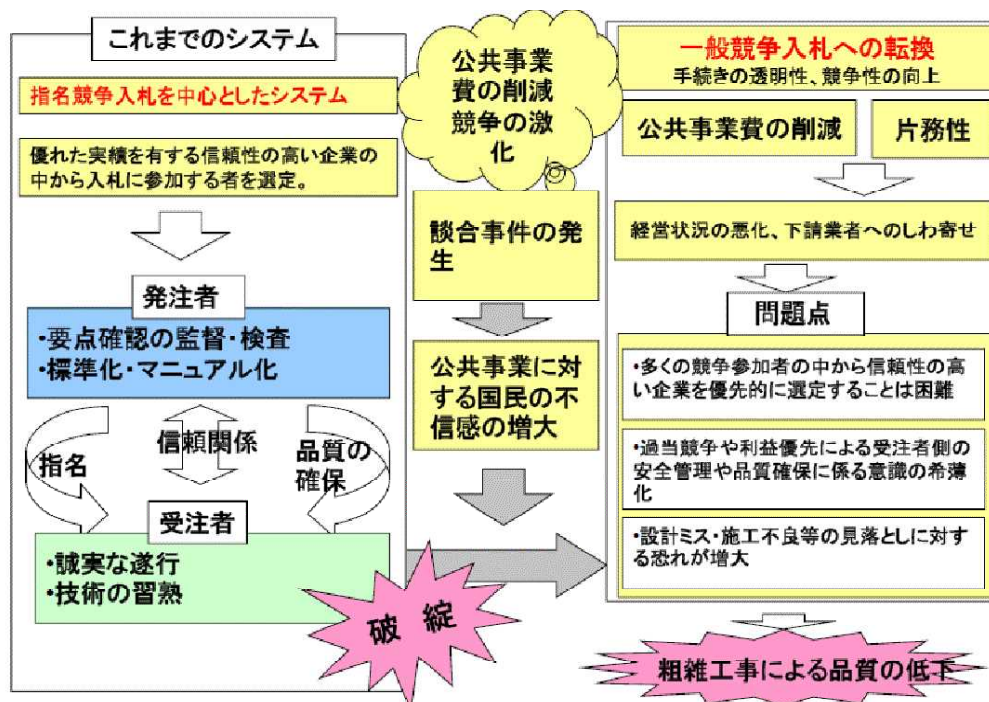 これまでのシステム
指名競争入札を中心としたシステム
優れた実績を有する信頼性の高い企業の
中から入札に参加する者を選定。
発注者
・要点確認の監督・検査
・標準化・マニュアル化
指名
信頼関係
品質の
確保
受注者
・誠実な遂行
・技術の習熟
破綻
公共事業
費の削減
競争の激
化
談合事件の発
生
公共事業に対
する国民の不
信感の増大
一般競争入札への転換
手続きの透明性、競争性の向上
公共事業費の削減
片務性
経営状況の悪化、下請業者へのしわ寄せ
問題点
・多くの競争参加者の中から信頼性の高
い企業を優先的に選定することは困難
・過当競争や利益優先による受注者側の
安全管理や品質確保に係る意識の希薄
化
・設計ミス・施工不良等の見落としに対す
る恐れが増大
粗雑工事による品質の低下